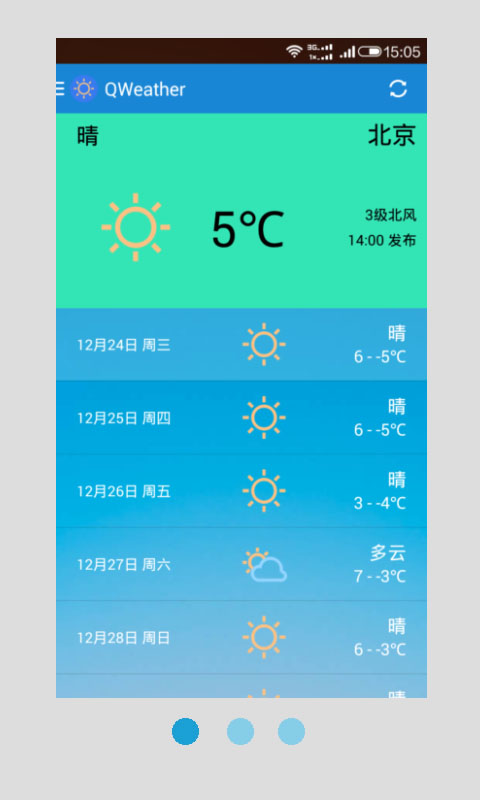 3G 1X 15:05
QWeather
晴 北京
5℃
3级北风
14:00 发布
12月24日 周三
晴
6 - -5℃
12月25日 周四
晴
6 - -5℃
12月26日 周五
晴
3 - -4℃
12月27日 周六
多云
7 - -3℃
12月28日 周日
晴
6 - -3℃
晴